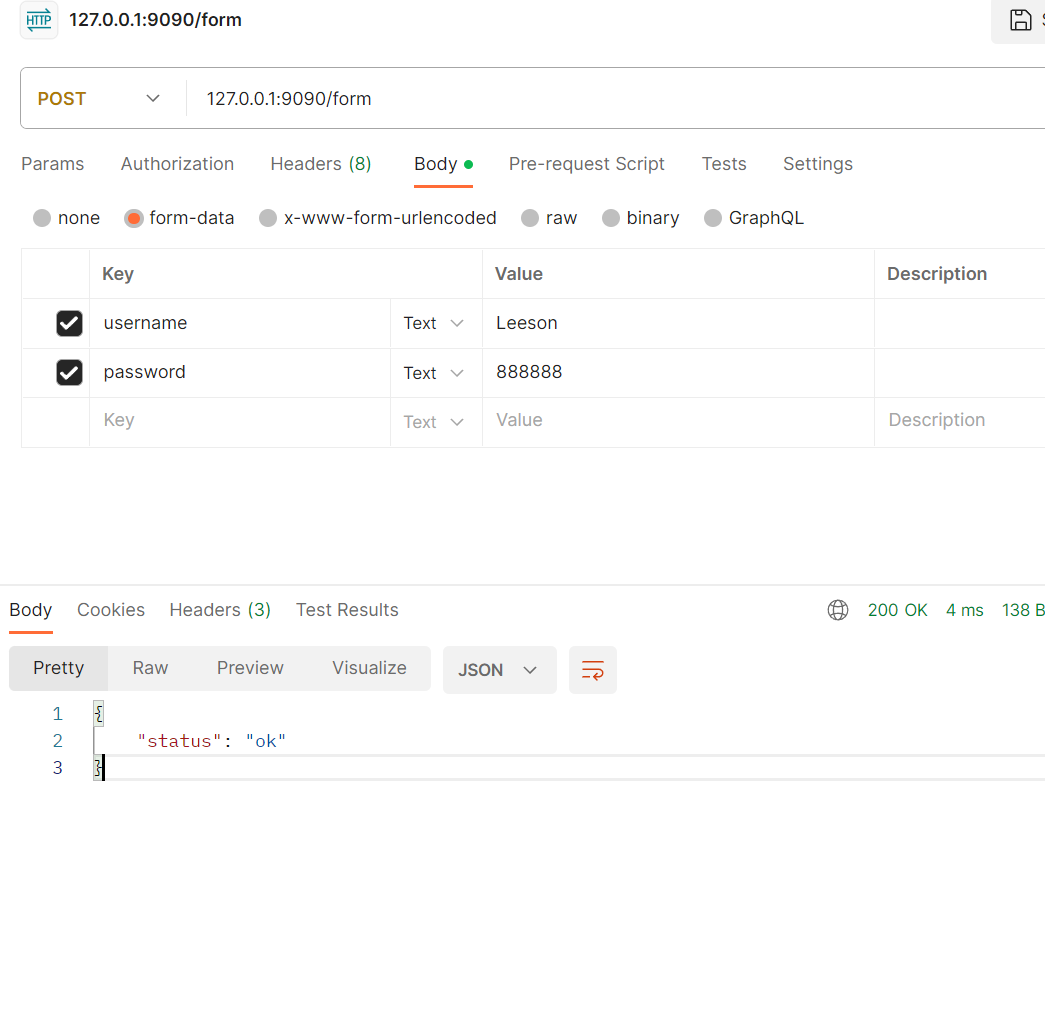 HTTP 127.0.0.1:9090/form
POST 127.0.0.1:9090/form
Params Authorization Headers (8) Body Pre-request Script Tests Settings
none form-data x-www-form-urlencoded raw binary GraphQL
Key Value Description
username Text Leeson
password Text 888888
Key Text Value Description
Body Cookies Headers (3) Test Results 200 OK 4 ms 138 B
Pretty Raw Preview Visualize JSON
1 {
2 "status": "ok"
3 }